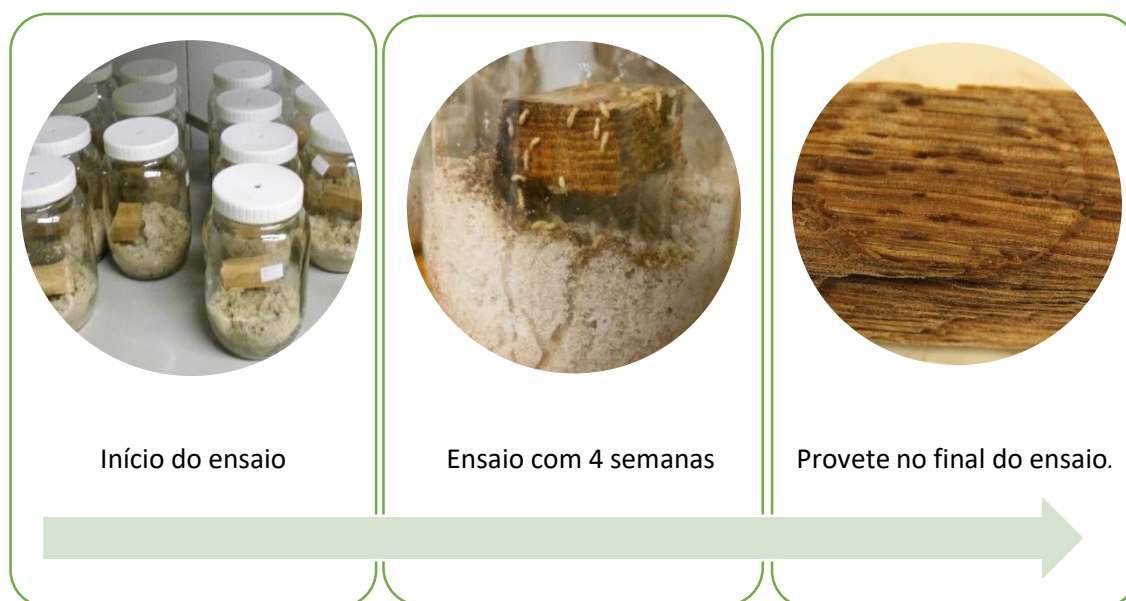 Início do ensaio
Ensaio com 4 semanas
Provete no final do ensaio.